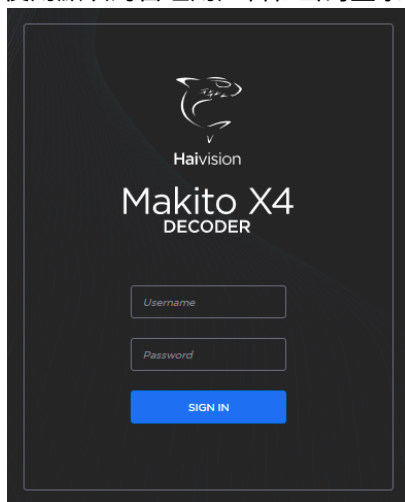 Haivision
Makito X4
DECODER
Username
Password
SIGN IN